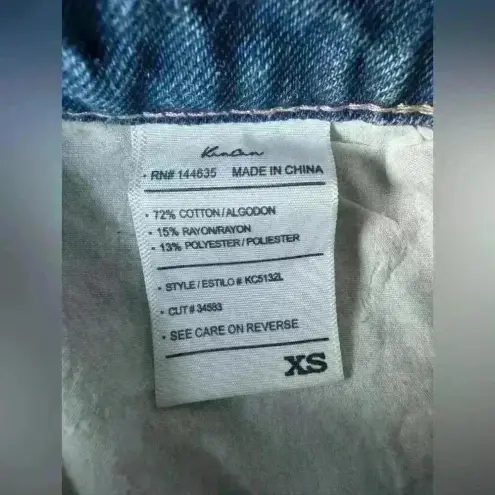 KanCan
• RN# 144635 MADE IN CHINA
• 72% COTTON/ALGODON
• 15% RAYON/RAYON
• 13% POLYESTER/POLIESTER
• STYLE/ESTILO # KC5132L
• CUT # 34583
• SEE CARE ON REVERSE
XS